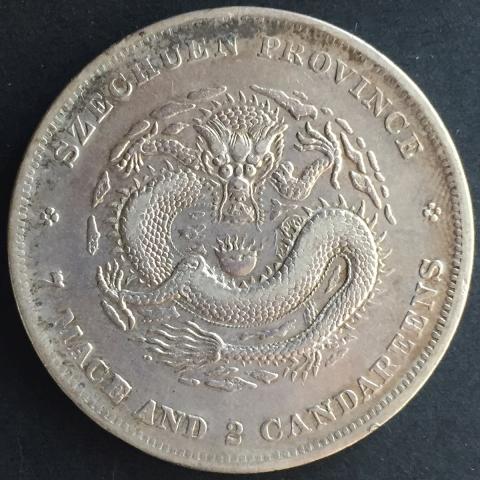 SZECHUEN PROVINCE
7 MACE AND 2 CANDAREENS